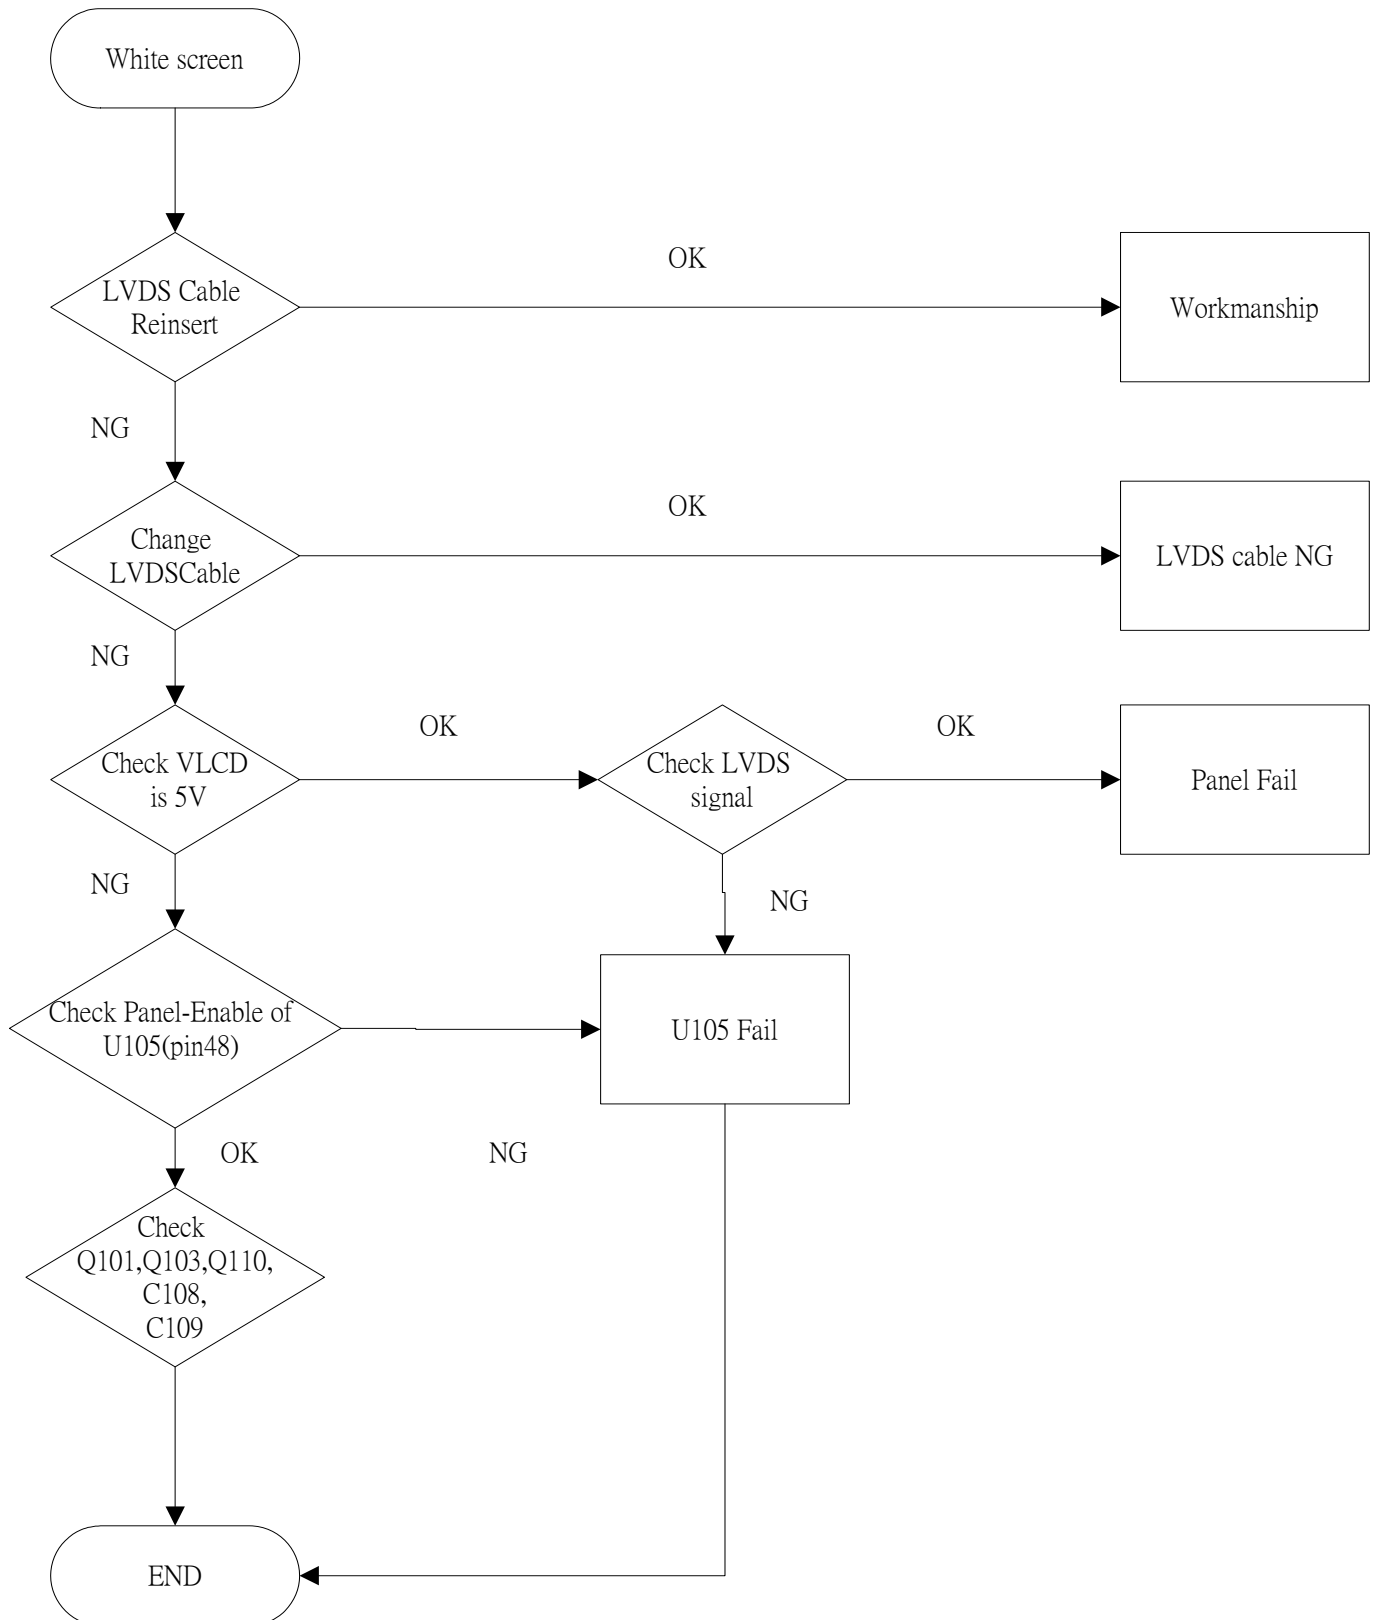 White screen
OK
LVDS Cable
Reinsert
Workmanship
NG
OK
Change
LVDSCable
LVDS cable NG
NG
OK
OK
Check VLCD
is 5V
Check LVDS
signal
Panel Fail
NG
NG
Check Panel-Enable of
U105(pin48)
U105 Fail
OK
NG
Check
Q101,Q103,Q110,
C108,
C109
END